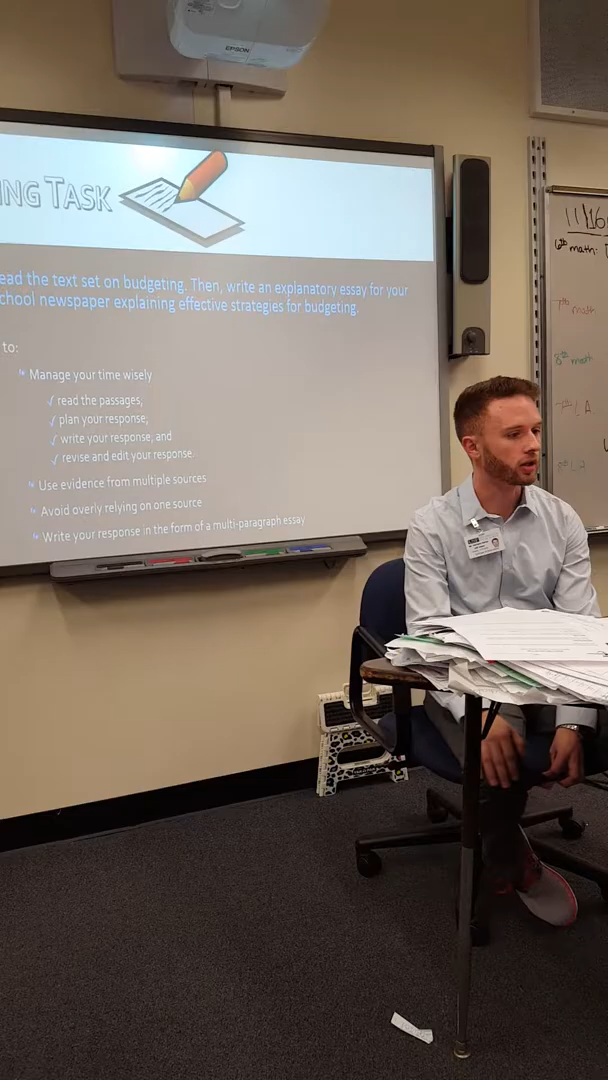 EPSON
ING TASK
ead the text set on budgeting. Then, write an explanatory essay for your
chool newspaper explaining effective strategies for budgeting.
to:
Manage your time wisely
✓ read the passages,
✓ plan your response,
✓ write your response, and
✓ revise and edit your response.
Use evidence from multiple sources
Avoid overly relying on one source
Write your response in the form of a multi-paragraph essay
11/16
6th math:
7th math
8th math
7th LA
8th LA